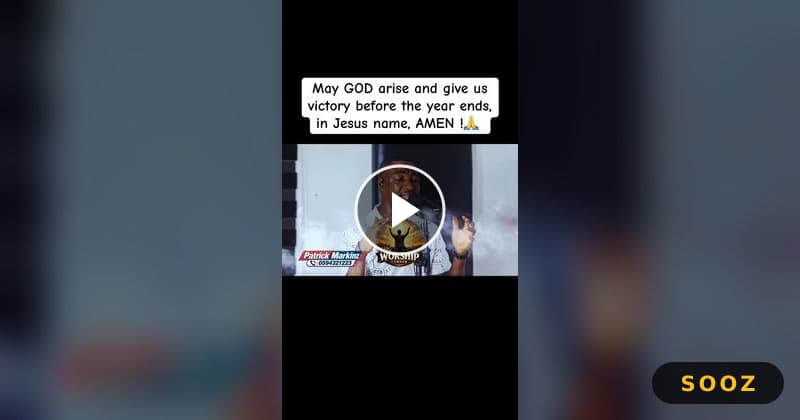 May GOD arise and give us
victory before the year ends,
in Jesus name, AMEN !🙏
Patrick Markinz
WORSHIP
SOOZ